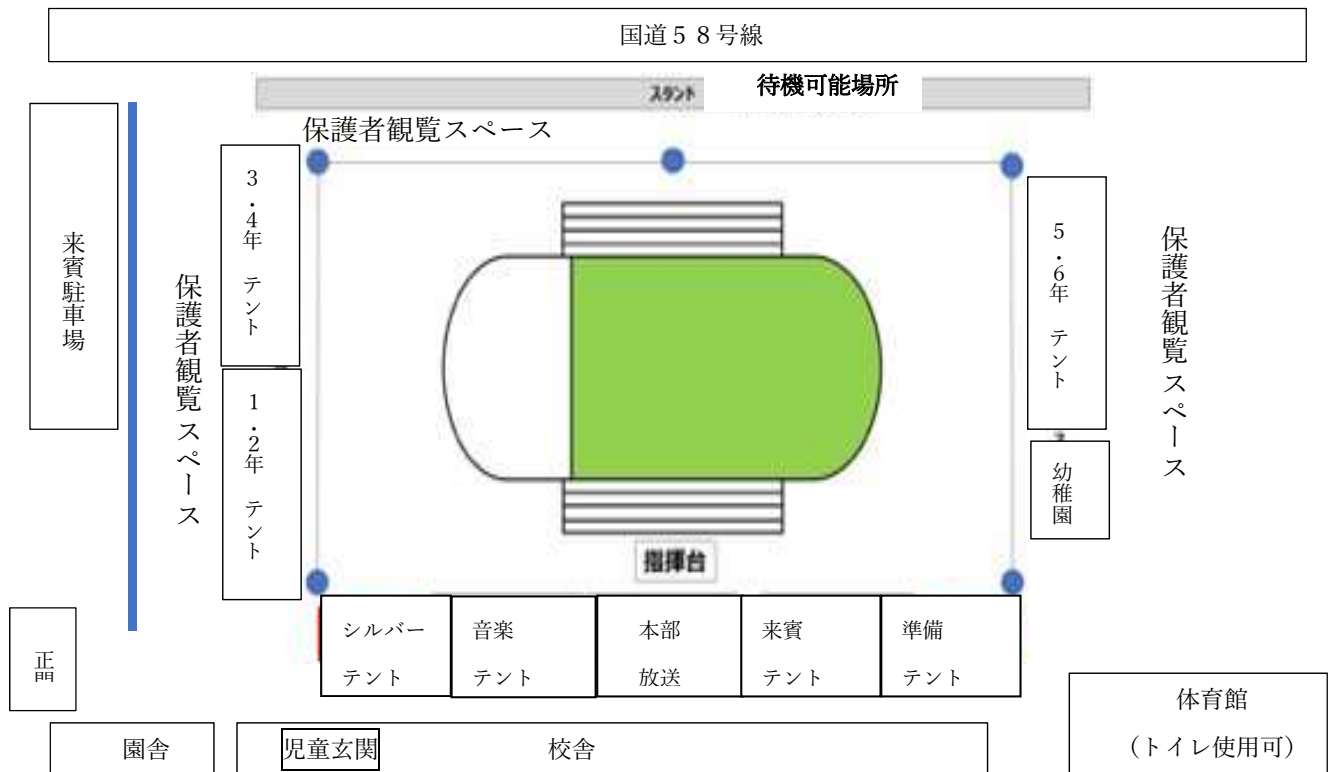 国道５８号線
スタンド
待機可能場所
保護者観覧スペース
来賓駐車場
保護者観覧スペース
３・４年 テント
１・２年 テント
５・６年 テント
幼稚園
保護者観覧スペース
指揮台
シルバー
テント
音楽
テント
本部
放送
来賓
テント
準備
テント
正門
園舎
児童玄関
校舎
体育館
（トイレ使用可）